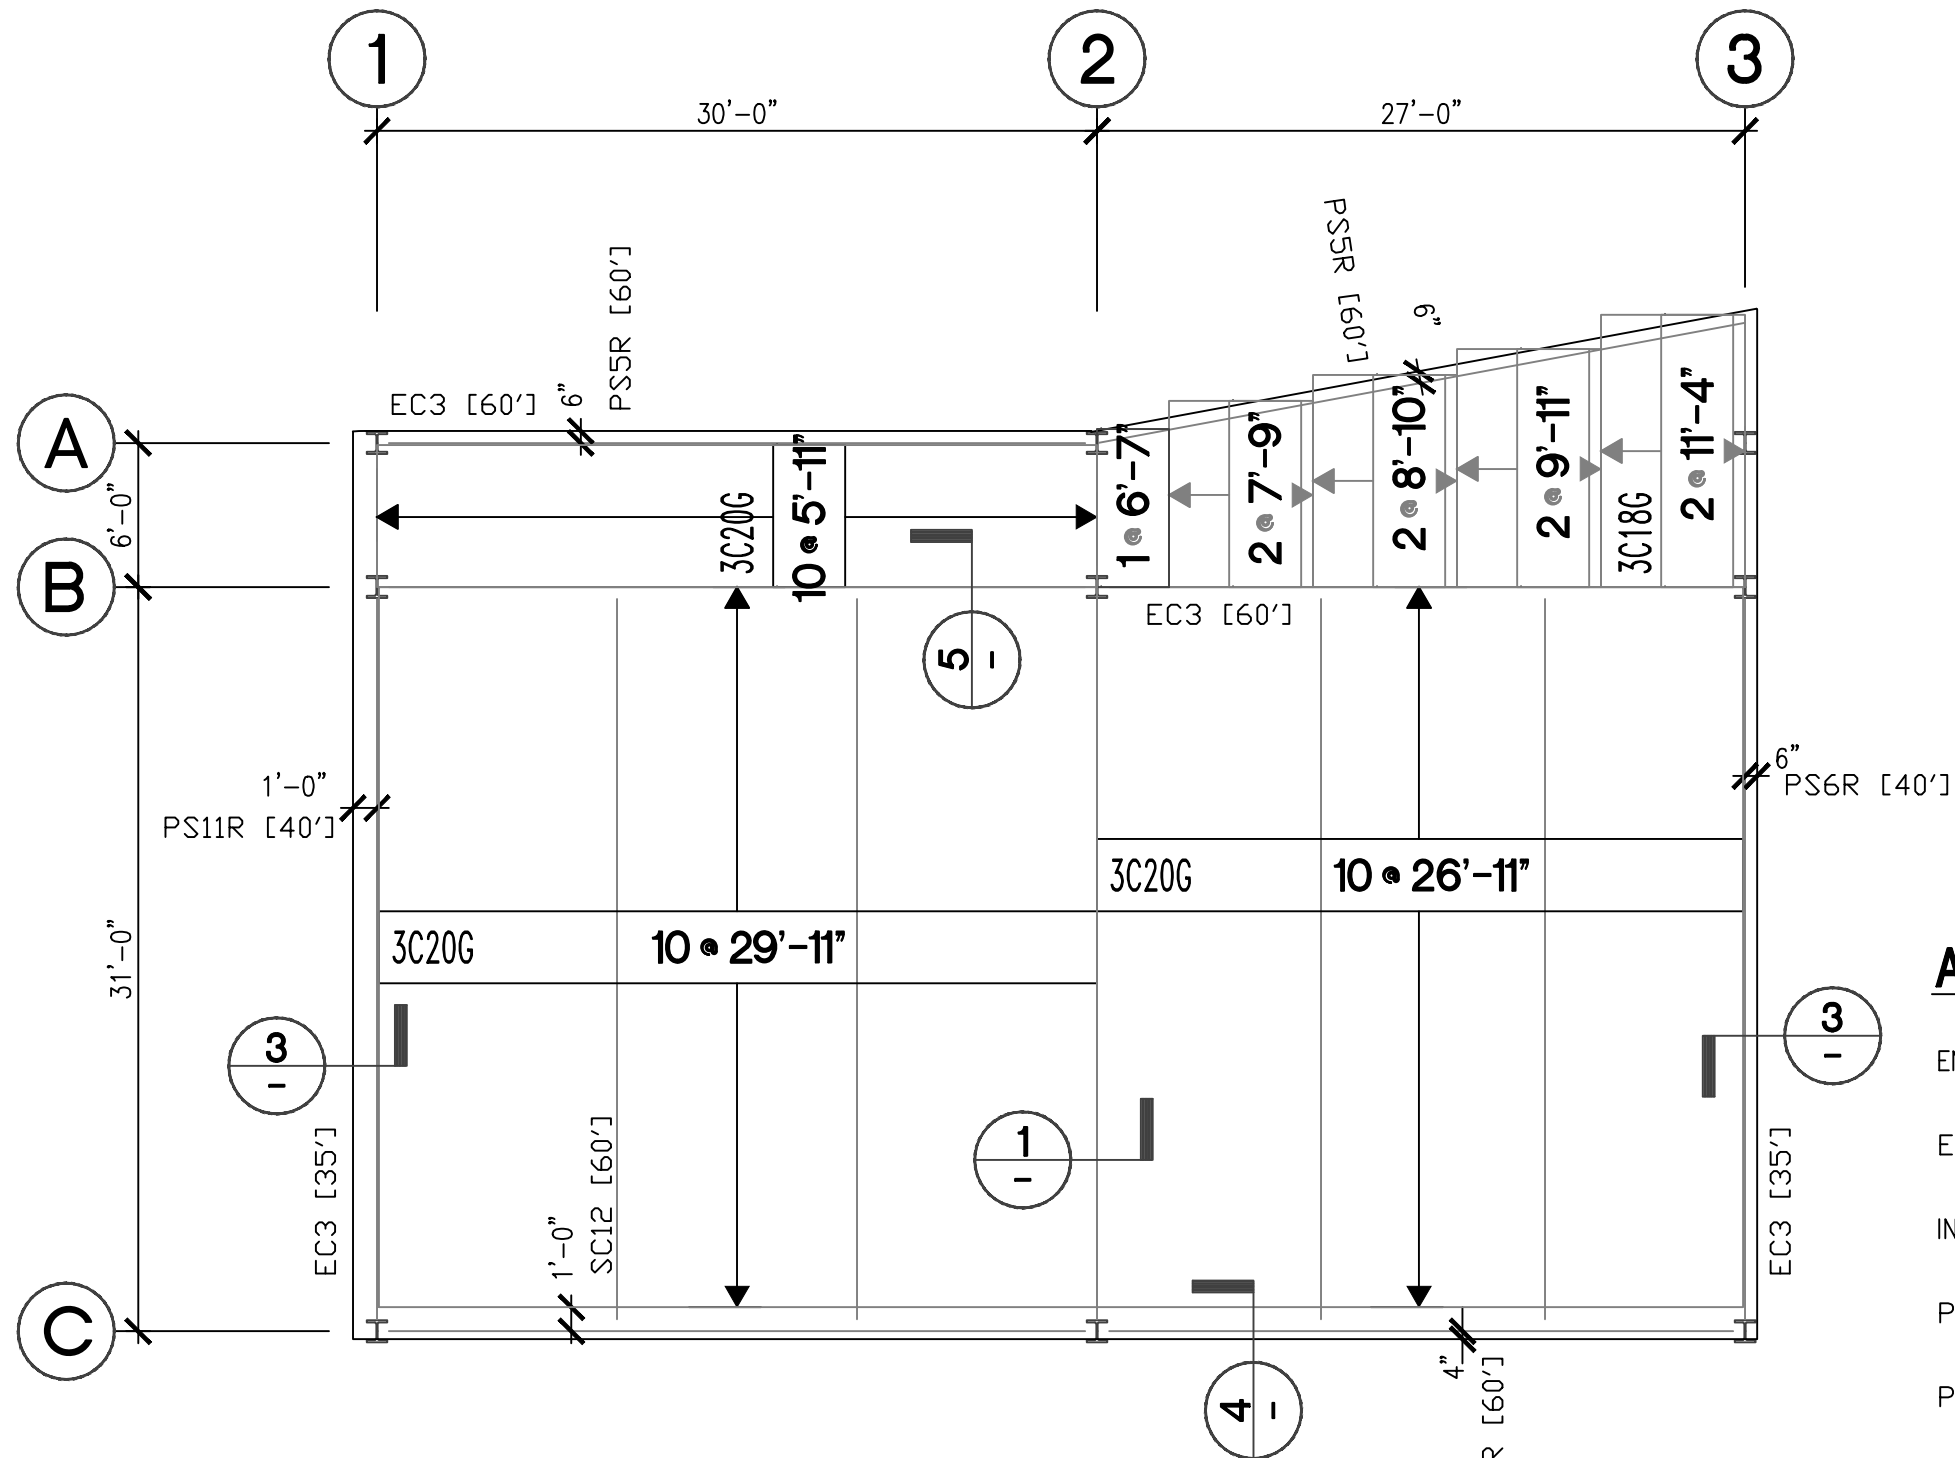 1
2
3
30'-0"
27'-0"
PS5R [60']
PS5R [60']
6"
EC3 [60']
6"
A
6'-0"
B
3C20G
10 @ 5'-11"
1 @ 6'-7"
2 @ 7'-9"
2 @ 8'-10"
2 @ 9'-11"
3C18G
2 @ 11'-4"
EC3 [60']
5
-
1'-0"
PS11R [40']
6"
PS6R [40']
3C20G
10 @ 26'-11"
3C20G
10 @ 29'-11"
31'-0"
A
3
-
3
-
1
-
EC3 [35']
SC12 [60']
1'-0"
EC3 [35']
E
IN
C
4"
R [60']
4
-
P
P